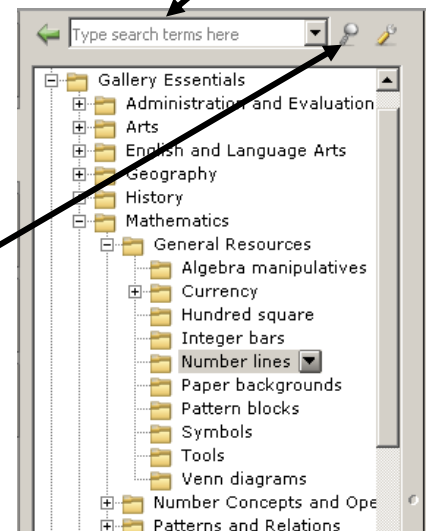 Type search terms here
Gallery Essentials
Administration and Evaluation
Arts
English and Language Arts
Geography
History
Mathematics
General Resources
Algebra manipulatives
Currency
Hundred square
Integer bars
Number lines
Paper backgrounds
Pattern blocks
Symbols
Tools
Venn diagrams
Number Concepts and Ope
Patterns and Relations